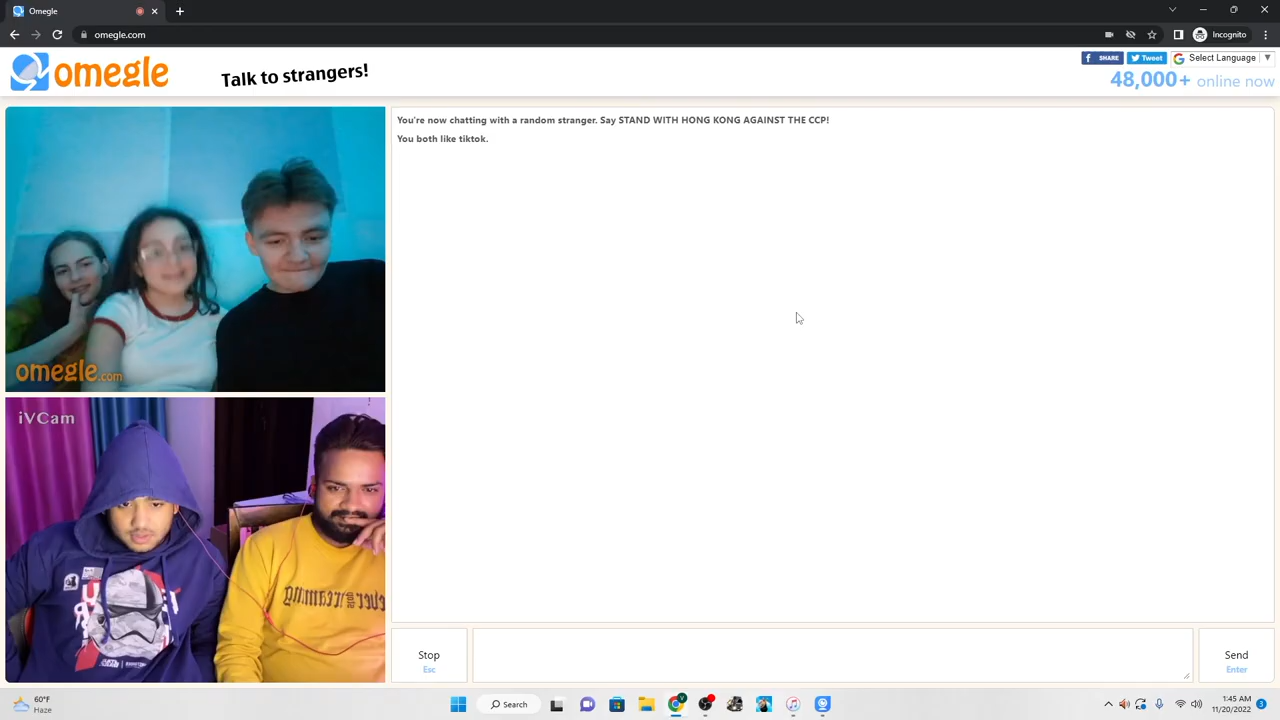 Omegle
omegle.com
Incognito
omegle
Talk to strangers!
SHARE
Tweet
Select Language
48,000+ online now
You're now chatting with a random stranger. Say STAND WITH HONG KONG AGAINST THE CCP!
You both like tiktok.
omegle.com
iVCam
Stop
Esc
Send
Enter
60°F
Haze
Search
1:45 AM
11/20/2022
3